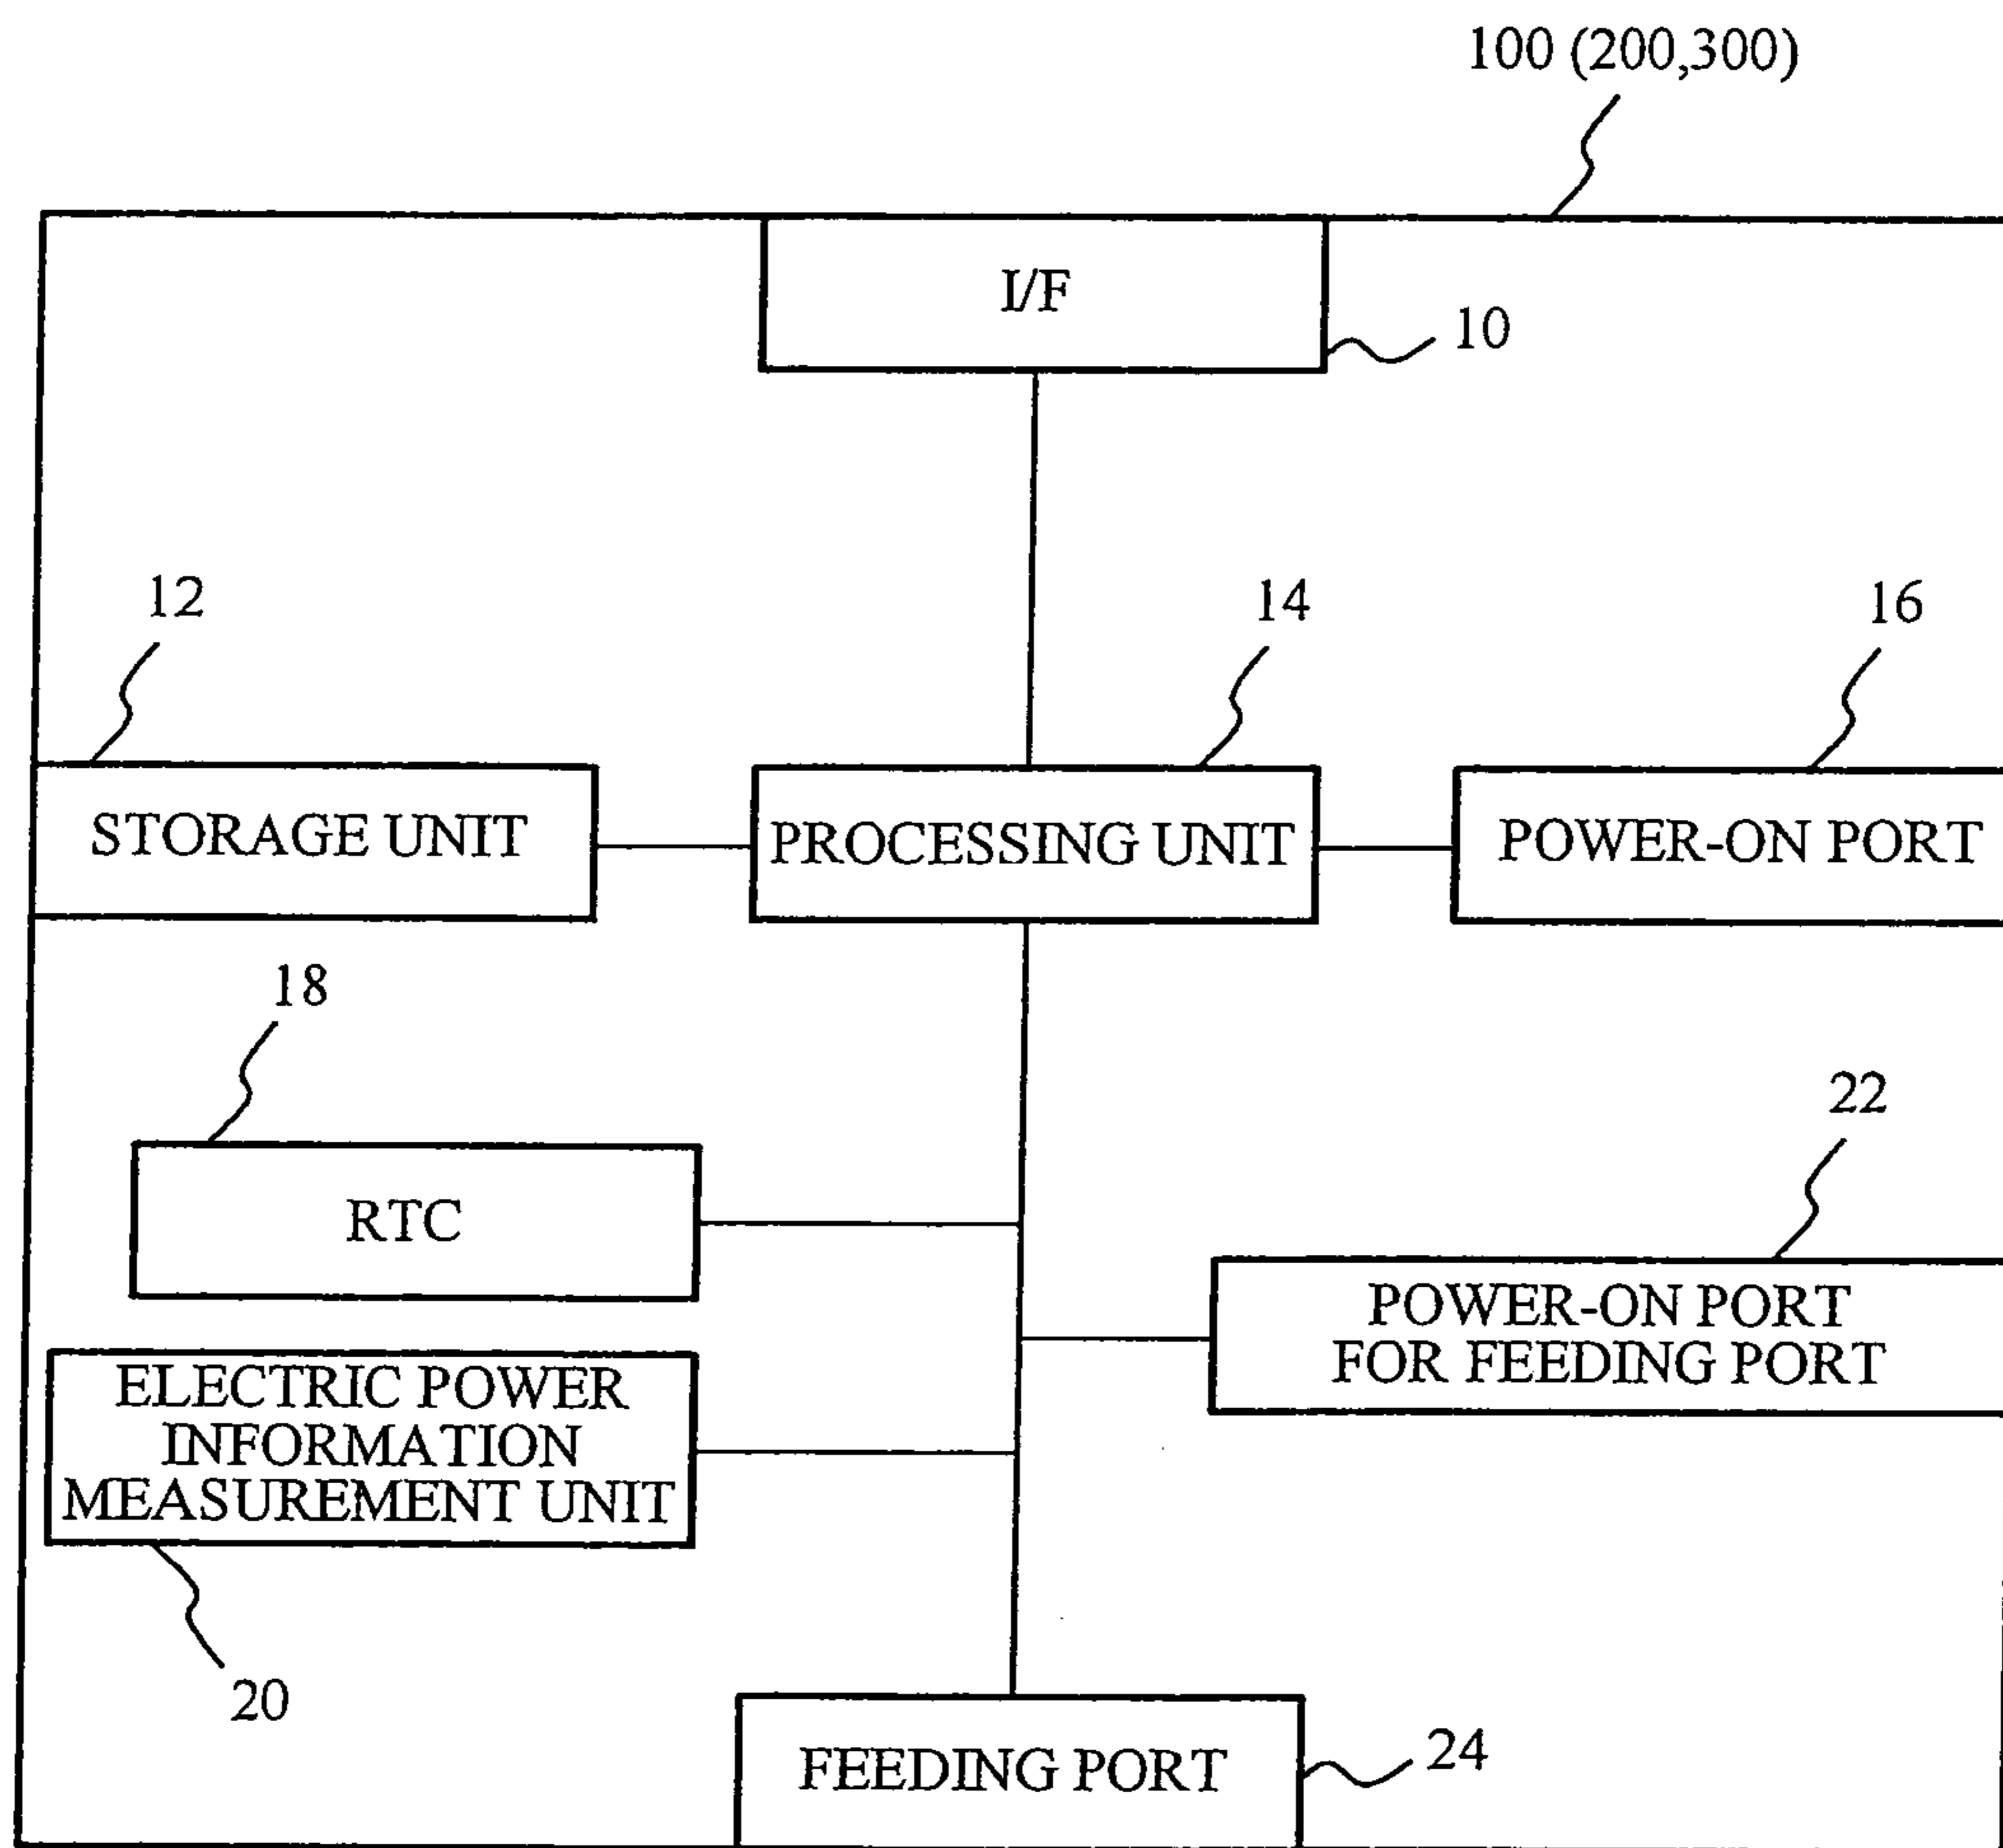 100 (200,300)
I/F
10
12
14
16
STORAGE UNIT
PROCESSING UNIT
POWER-ON PORT
18
22
RTC
POWER-ON PORT
FOR FEEDING PORT
ELECTRIC POWER
INFORMATION
MEASUREMENT UNIT
20
FEEDING PORT
24